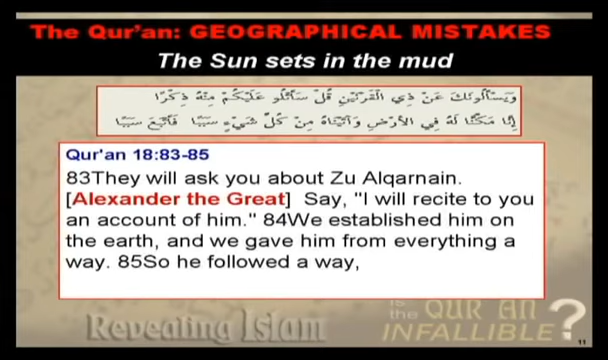 The Qur'an: GEOGRAPHICAL MISTAKES
The Sun sets in the mud
وَيَسْأَلُونَكَ عَنْ ذِي الْقَرْنَيْنِ قُلْ سَأَتْلُو عَلَيْكُمْ مِنْهُ ذِكْرًا
إِنَّا مَكَّنَّا لَهُ فِي الأَرْضِ وَآتَيْنَاهُ مِنْ كُلِّ شَيْءٍ سَبَبًا فَأَتْبَعَ سَبَبًا
Qur'an 18:83-85
83They will ask you about Zu Alqarnain.
[Alexander the Great] Say, "I will recite to you
an account of him." 84We established him on
the earth, and we gave him from everything a
way. 85So he followed a way,
Revealing Islam
is
the QUR'AN
INFALLIBLE?
11